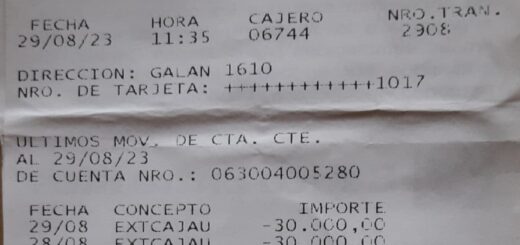 FECHA HORA CAJERO NRO.TRAN.
29/08/23 11:35 06744 2908
DIRECCION: GALAN 1610
NRO. DE TARJETA: ++++++++++++1017
ULTIMOS MOV. DE CTA. CTE.
AL 29/08/23
DE CUENTA NRO.: 063004005280
FECHA CONCEPTO IMPORTE
29/08 EXTCAJAU -30.000,00
28/08 EXTCAJAU -30.000,00